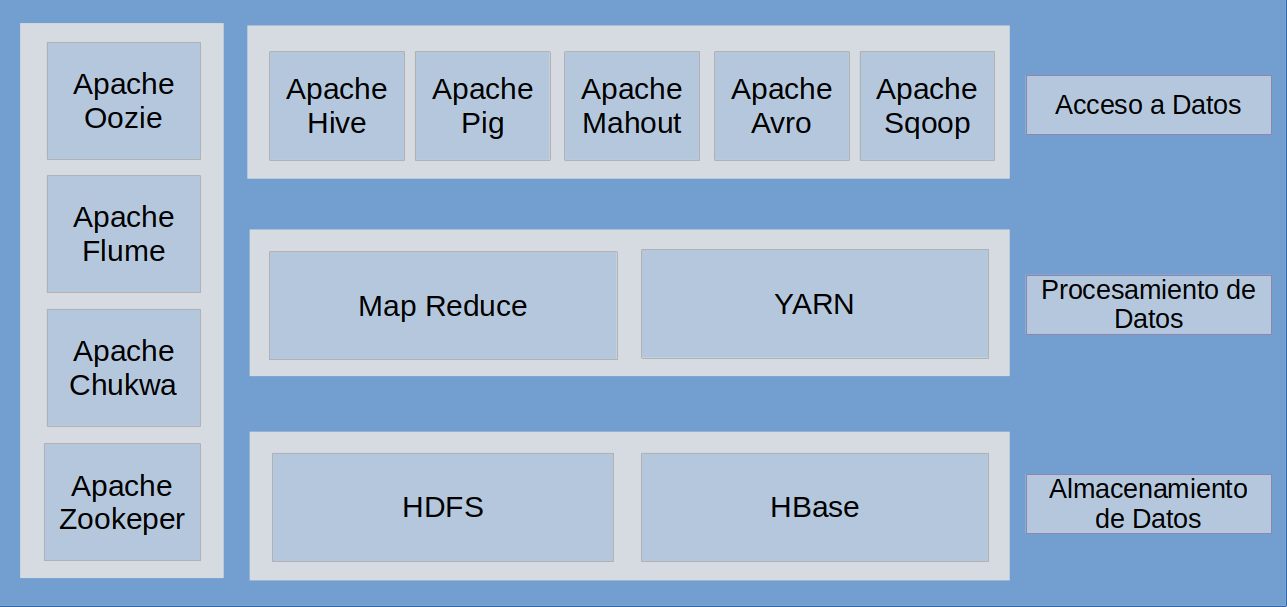 Apache
Oozie
Apache
Flume
Apache
Chukwa
Apache
Zookeper
Apache
Hive
Apache
Pig
Apache
Mahout
Apache
Avro
Apache
Sqoop
Acceso a Datos
Map Reduce
YARN
Procesamiento de
Datos
HDFS
HBase
Almacenamiento
de Datos